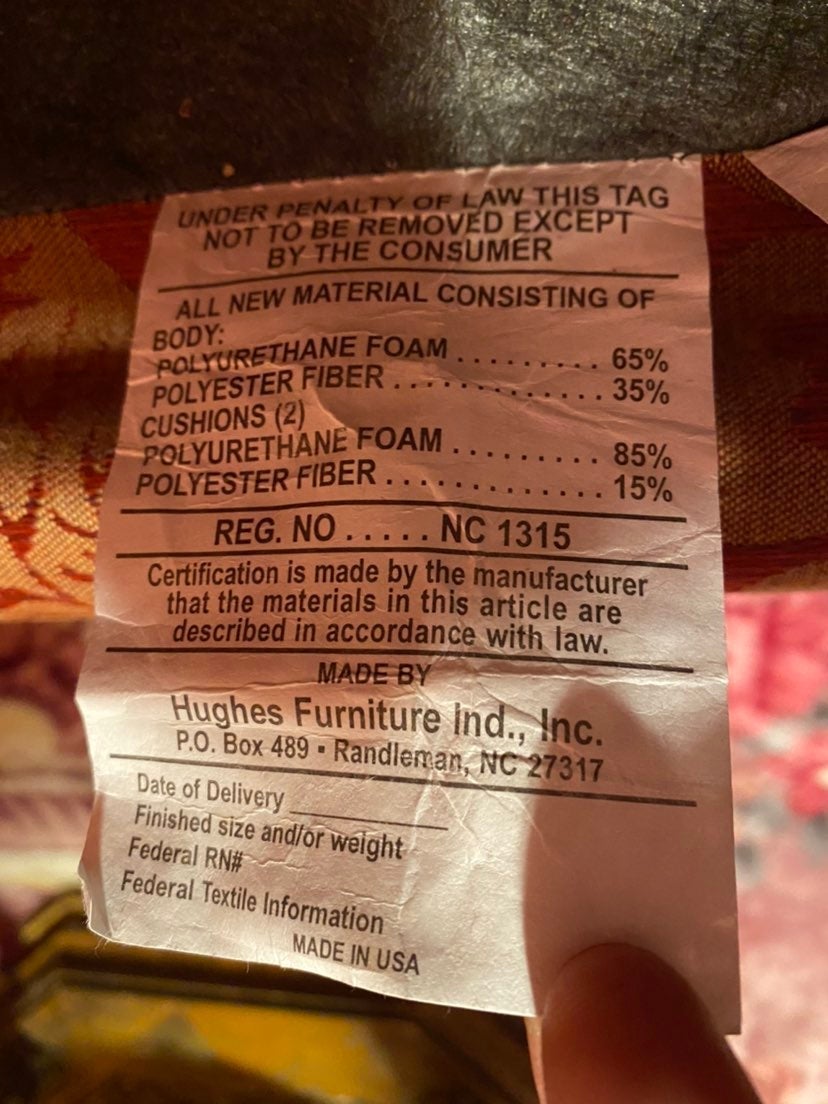 UNDER PENALTY OF LAW THIS TAG
NOT TO BE REMOVED EXCEPT
BY THE CONSUMER
ALL NEW MATERIAL CONSISTING OF
BODY:
POLYURETHANE FOAM . . . . . . . . . 65%
POLYESTER FIBER . . . . . . . . . . . . . 35%
CUSHIONS (2)
POLYURETHANE FOAM . . . . . . . . . 85%
POLYESTER FIBER . . . . . . . . . . . . . 15%
REG. NO . . . . . NC 1315
Certification is made by the manufacturer
that the materials in this article are
described in accordance with law.
MADE BY
Hughes Furniture Ind., Inc.
P.O. Box 489 ▪ Randleman, NC 27317
Date of Delivery ____________
Finished size and/or weight
Federal RN#
Federal Textile Information
MADE IN USA